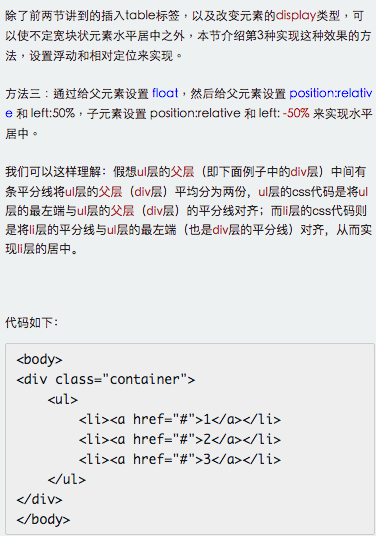 除了前两节讲到的插入table标签，以及改变元素的display类型，可
以使不定宽块状元素水平居中之外，本节介绍第3种实现这种效果的方
法，设置浮动和相对定位来实现。
方法三：通过给父元素设置 float，然后给父元素设置 position:relativ
e 和 left:50%，子元素设置 position:relative 和 left: -50% 来实现水平
居中。
我们可以这样理解：假想ul层的父层（即下面例子中的div层）中间有
条平分线将ul层的父层（div层）平均分为两份，ul层的css代码是将ul
层的最左端与ul层的父层（div层）的平分线对齐；而li层的css代码则
是将li层的平分线与ul层的最左端（也是div层的平分线）对齐，从而实
现li层的居中。
代码如下：
<body>
<div class="container">
    <ul>
        <li><a href="#">1</a></li>
        <li><a href="#">2</a></li>
        <li><a href="#">3</a></li>
    </ul>
</div>
</body>